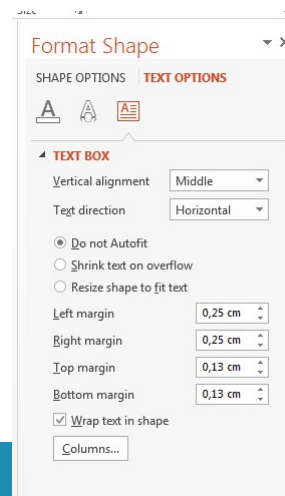 Format Shape
SHAPE OPTIONS TEXT OPTIONS
TEXT BOX
Vertical alignment Middle
Text direction Horizontal
Do not Autofit
Shrink text on overflow
Resize shape to fit text
Left margin 0,25 cm
Right margin 0,25 cm
Top margin 0,13 cm
Bottom margin 0,13 cm
Wrap text in shape
Columns...